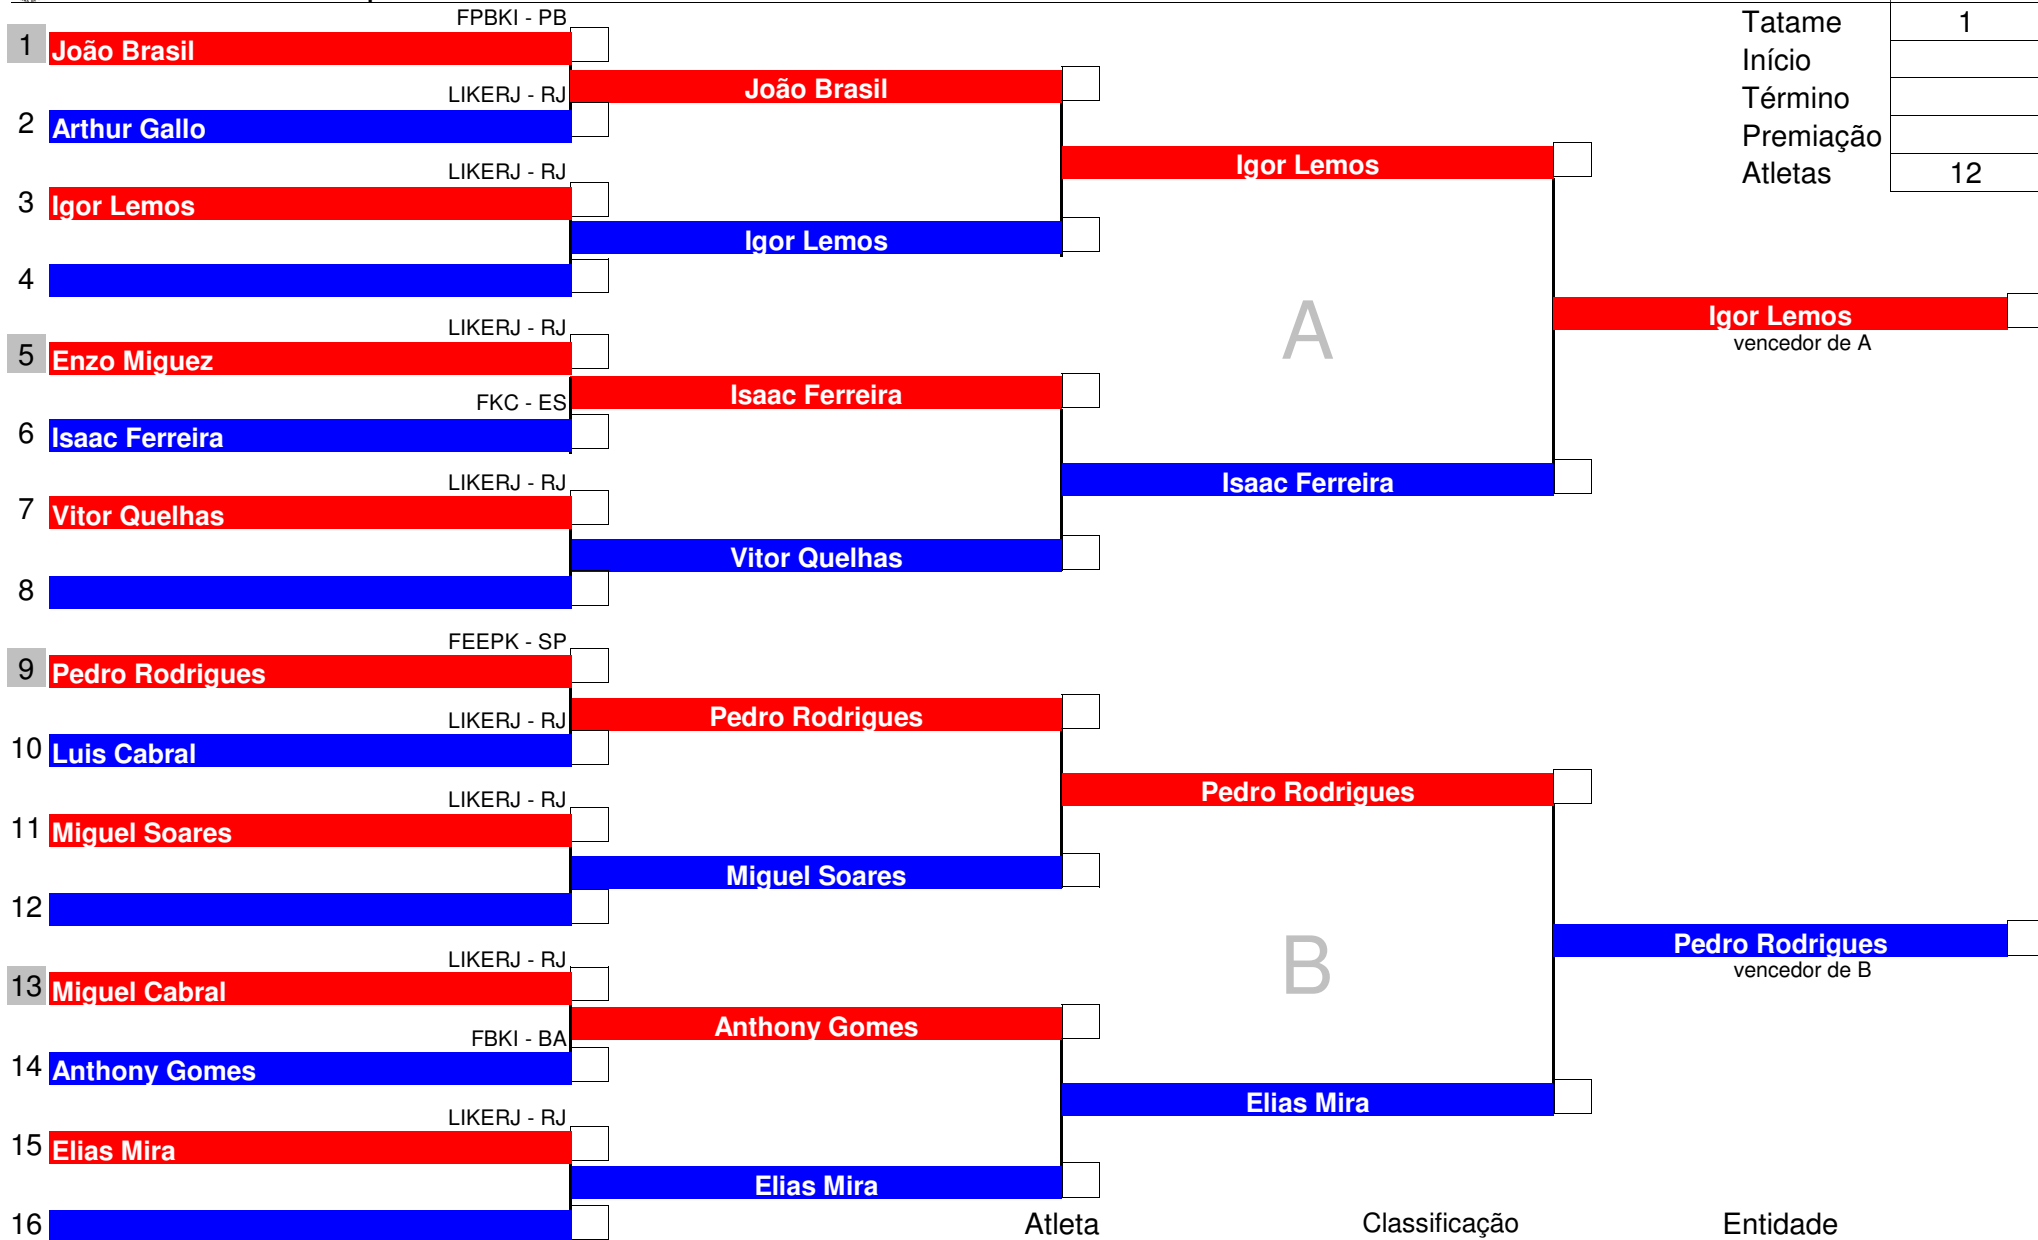 FPBKI - PB
1 João Brasil
LIKERJ - RJ
2 Arthur Gallo
João Brasil
LIKERJ - RJ
3 Igor Lemos
Igor Lemos
4
Igor Lemos
LIKERJ - RJ
5 Enzo Miguez
FKC - ES
6 Isaac Ferreira
Isaac Ferreira
LIKERJ - RJ
7 Vitor Quelhas
Vitor Quelhas
8
Isaac Ferreira
A
Igor Lemos
vencedor de A
FEEPK - SP
9 Pedro Rodrigues
LIKERJ - RJ
10 Luis Cabral
Pedro Rodrigues
LIKERJ - RJ
11 Miguel Soares
Miguel Soares
12
Pedro Rodrigues
LIKERJ - RJ
13 Miguel Cabral
FBKI - BA
14 Anthony Gomes
Anthony Gomes
LIKERJ - RJ
15 Elias Mira
Elias Mira
16
Elias Mira
B
Pedro Rodrigues
vencedor de B
Tatame 1
Início
Término
Premiação
Atletas 12
Atleta Classificação Entidade